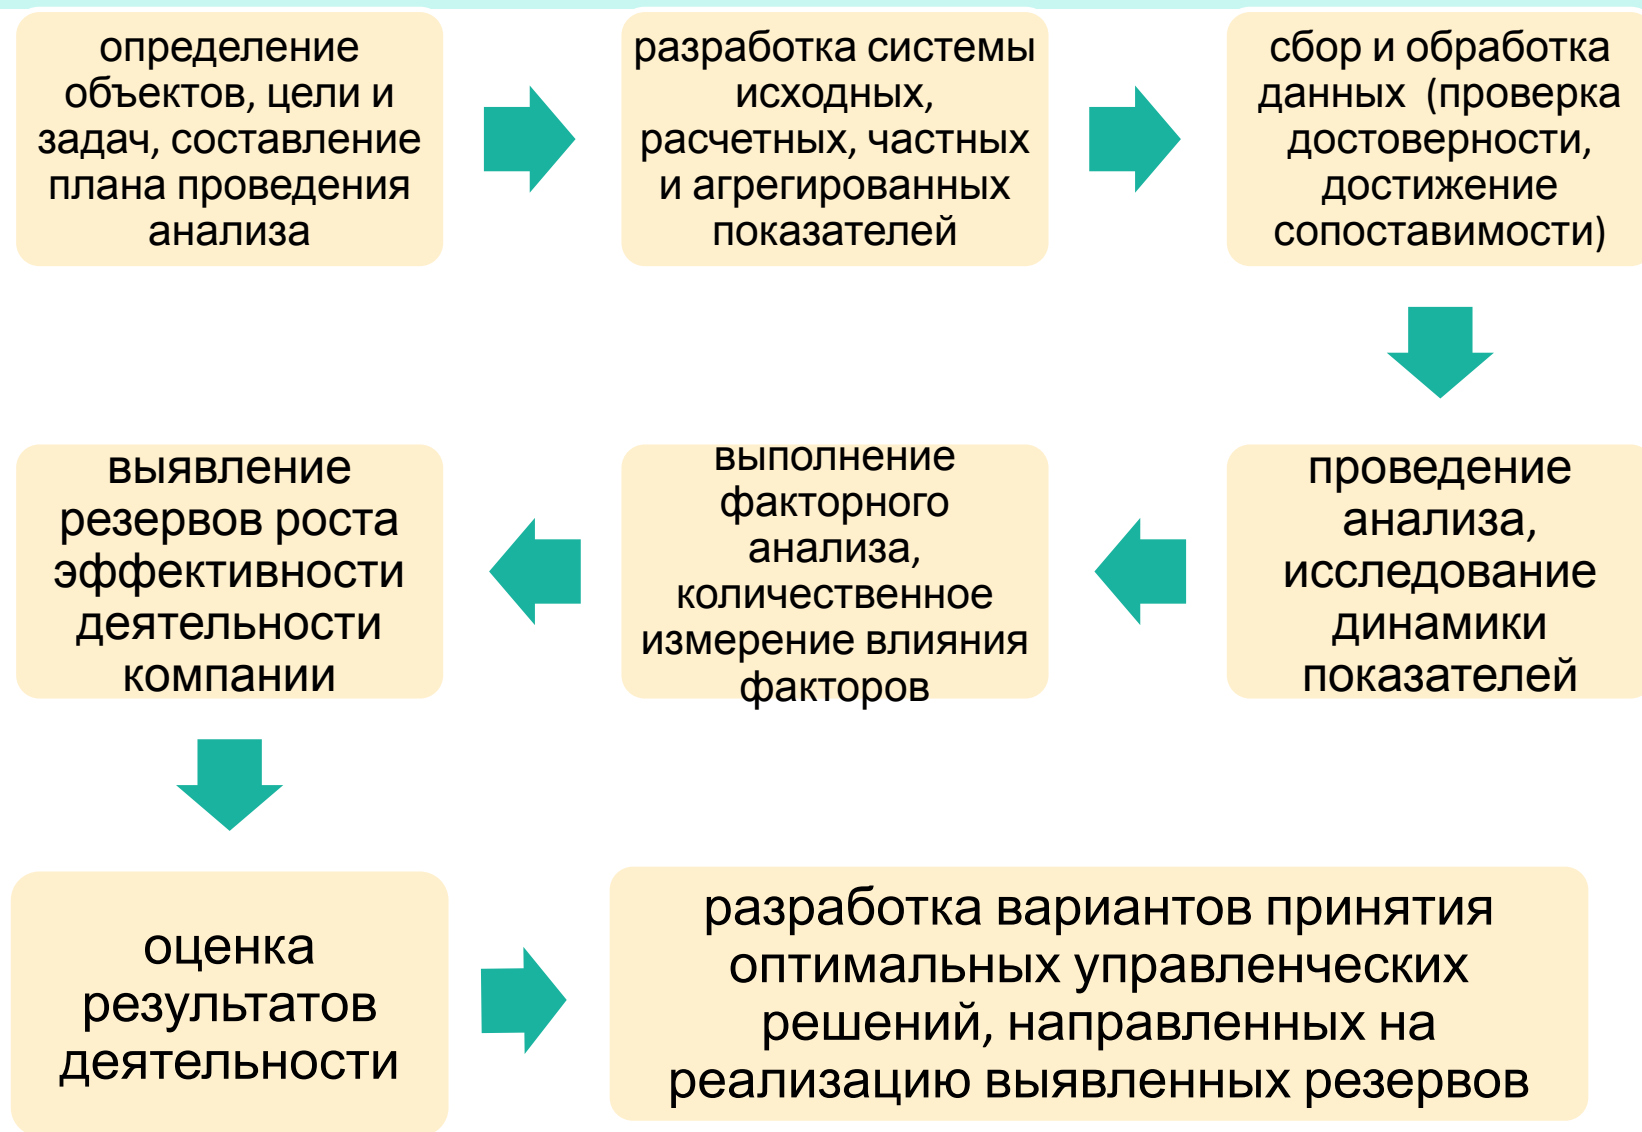 определение
объектов, цели и
задач, составление
плана проведения
анализа
разработка системы
исходных,
расчетных, частных
и агрегированных
показателей
сбор и обработка
данных (проверка
достоверности,
достижение
сопоставимости)
проведение
анализа,
исследование
динамики
показателей
выполнение
факторного
анализа,
количественное
измерение влияния
факторов
выявление
резервов роста
эффективности
деятельности
компании
оценка
результатов
деятельности
разработка вариантов принятия
оптимальных управленческих
решений, направленных на
реализацию выявленных резервов